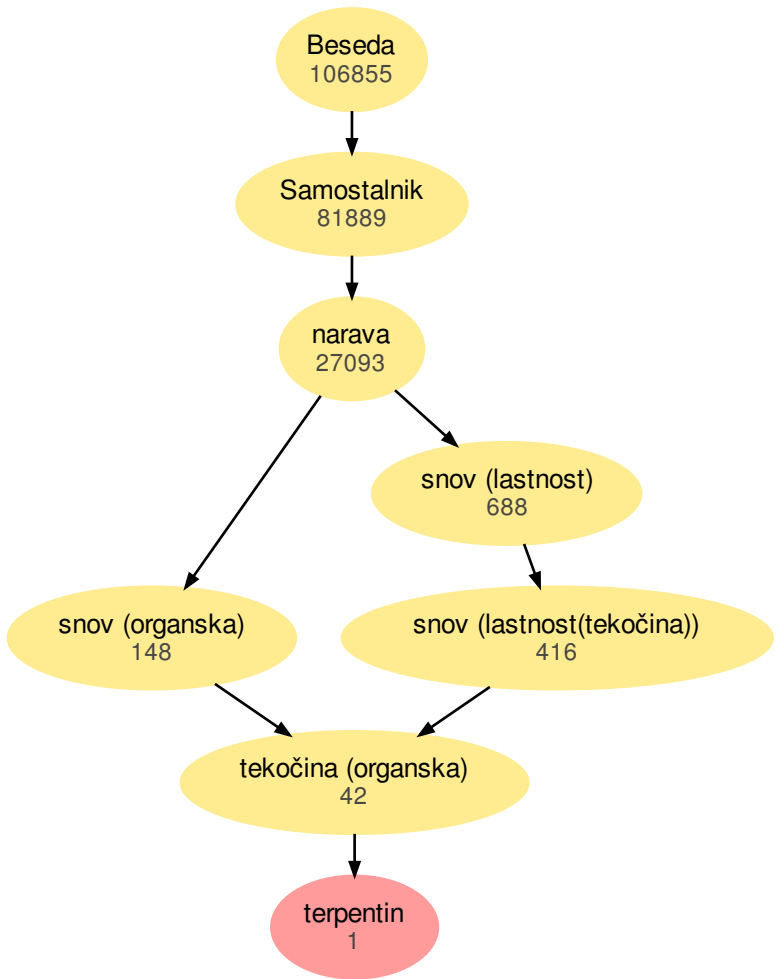 Beseda
106855
Samostalnik
81889
narava
27093
snov (lastnost)
688
snov (organska)
148
snov (lastnost(tekočina))
416
tekočina (organska)
42
terpentin
1